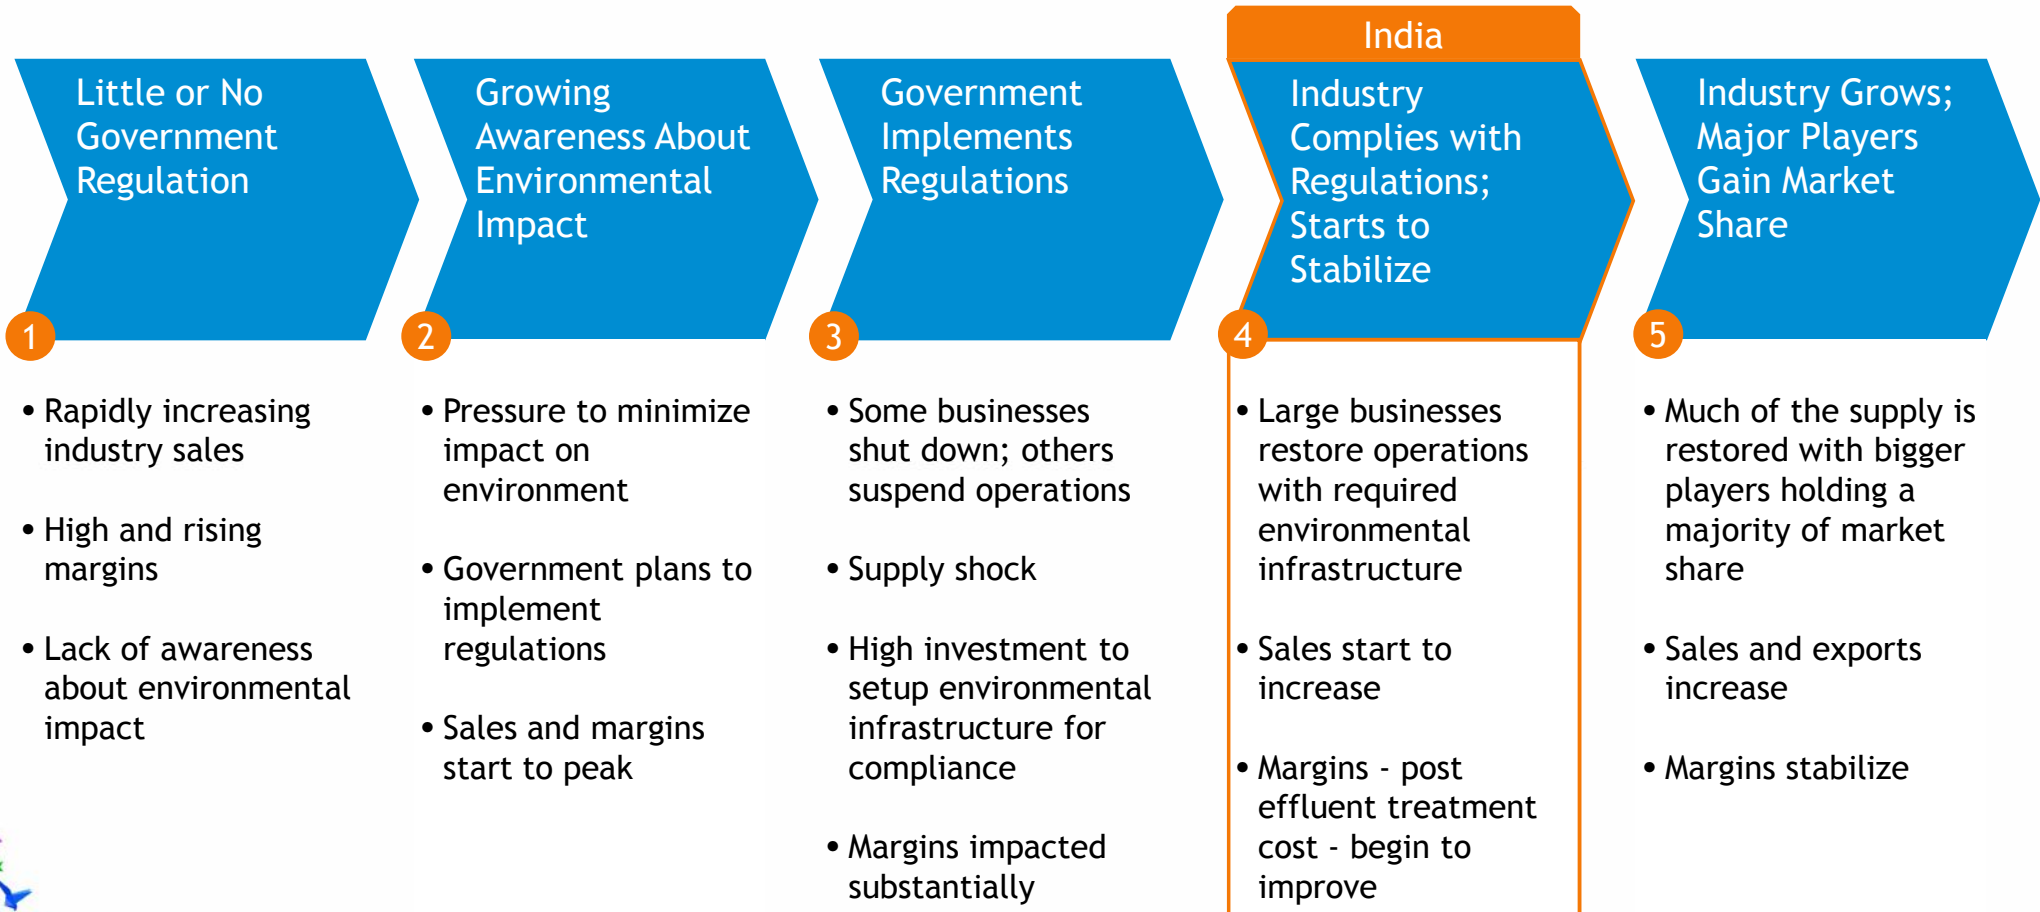 India
Little or No
Government
Regulation
1
Growing
Awareness About
Environmental
Impact
2
Government
Implements
Regulations
3
Industry
Complies with
Regulations;
Starts to
Stabilize
4
Industry Grows;
Major Players
Gain Market
Share
5
• Rapidly increasing
industry sales
• High and rising
margins
• Lack of awareness
about environmental
impact
• Pressure to minimize
impact on
environment
• Government plans to
implement
regulations
• Sales and margins
start to peak
• Some businesses
shut down; others
suspend operations
• Supply shock
• High investment to
setup environmental
infrastructure for
compliance
• Margins impacted
substantially
• Large businesses
restore operations
with required
environmental
infrastructure
• Sales start to
increase
• Margins - post
effluent treatment
cost - begin to
improve
• Much of the supply is
restored with bigger
players holding a
majority of market
share
• Sales and exports
increase
• Margins stabilize